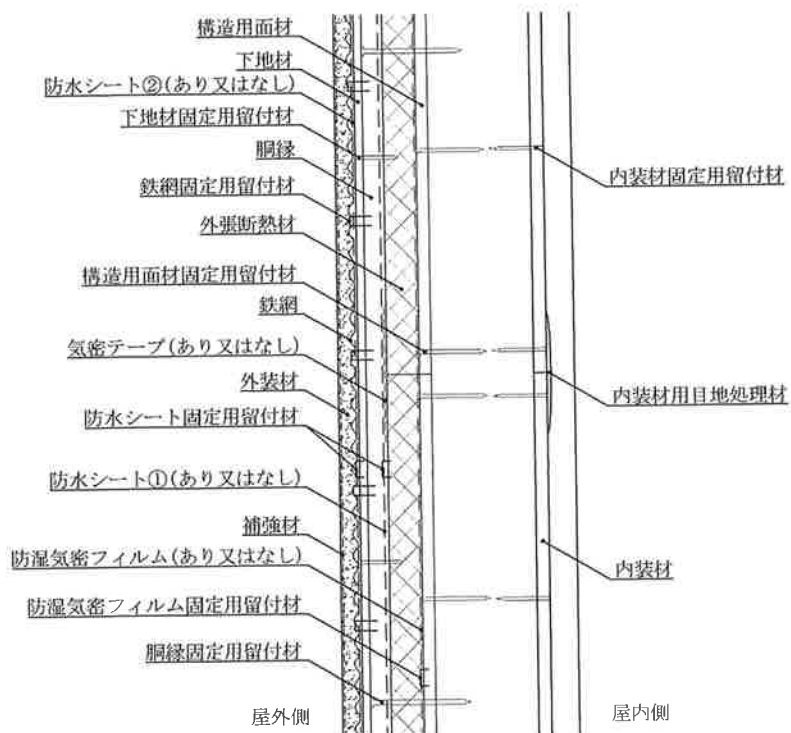 構造用面材
下地材
防水シート②(あり又はなし)
下地材固定用留付材
胴縁
鉄網固定用留付材
外張断熱材
構造用面材固定用留付材
鉄網
気密テープ(あり又はなし)
外装材
防水シート固定用留付材
防水シート①(あり又はなし)
補強材
防湿気密フィルム(あり又はなし)
防湿気密フィルム固定用留付材
胴縁固定用留付材
屋外側
内装材固定用留付材
内装材用目地処理材
内装材
屋内側